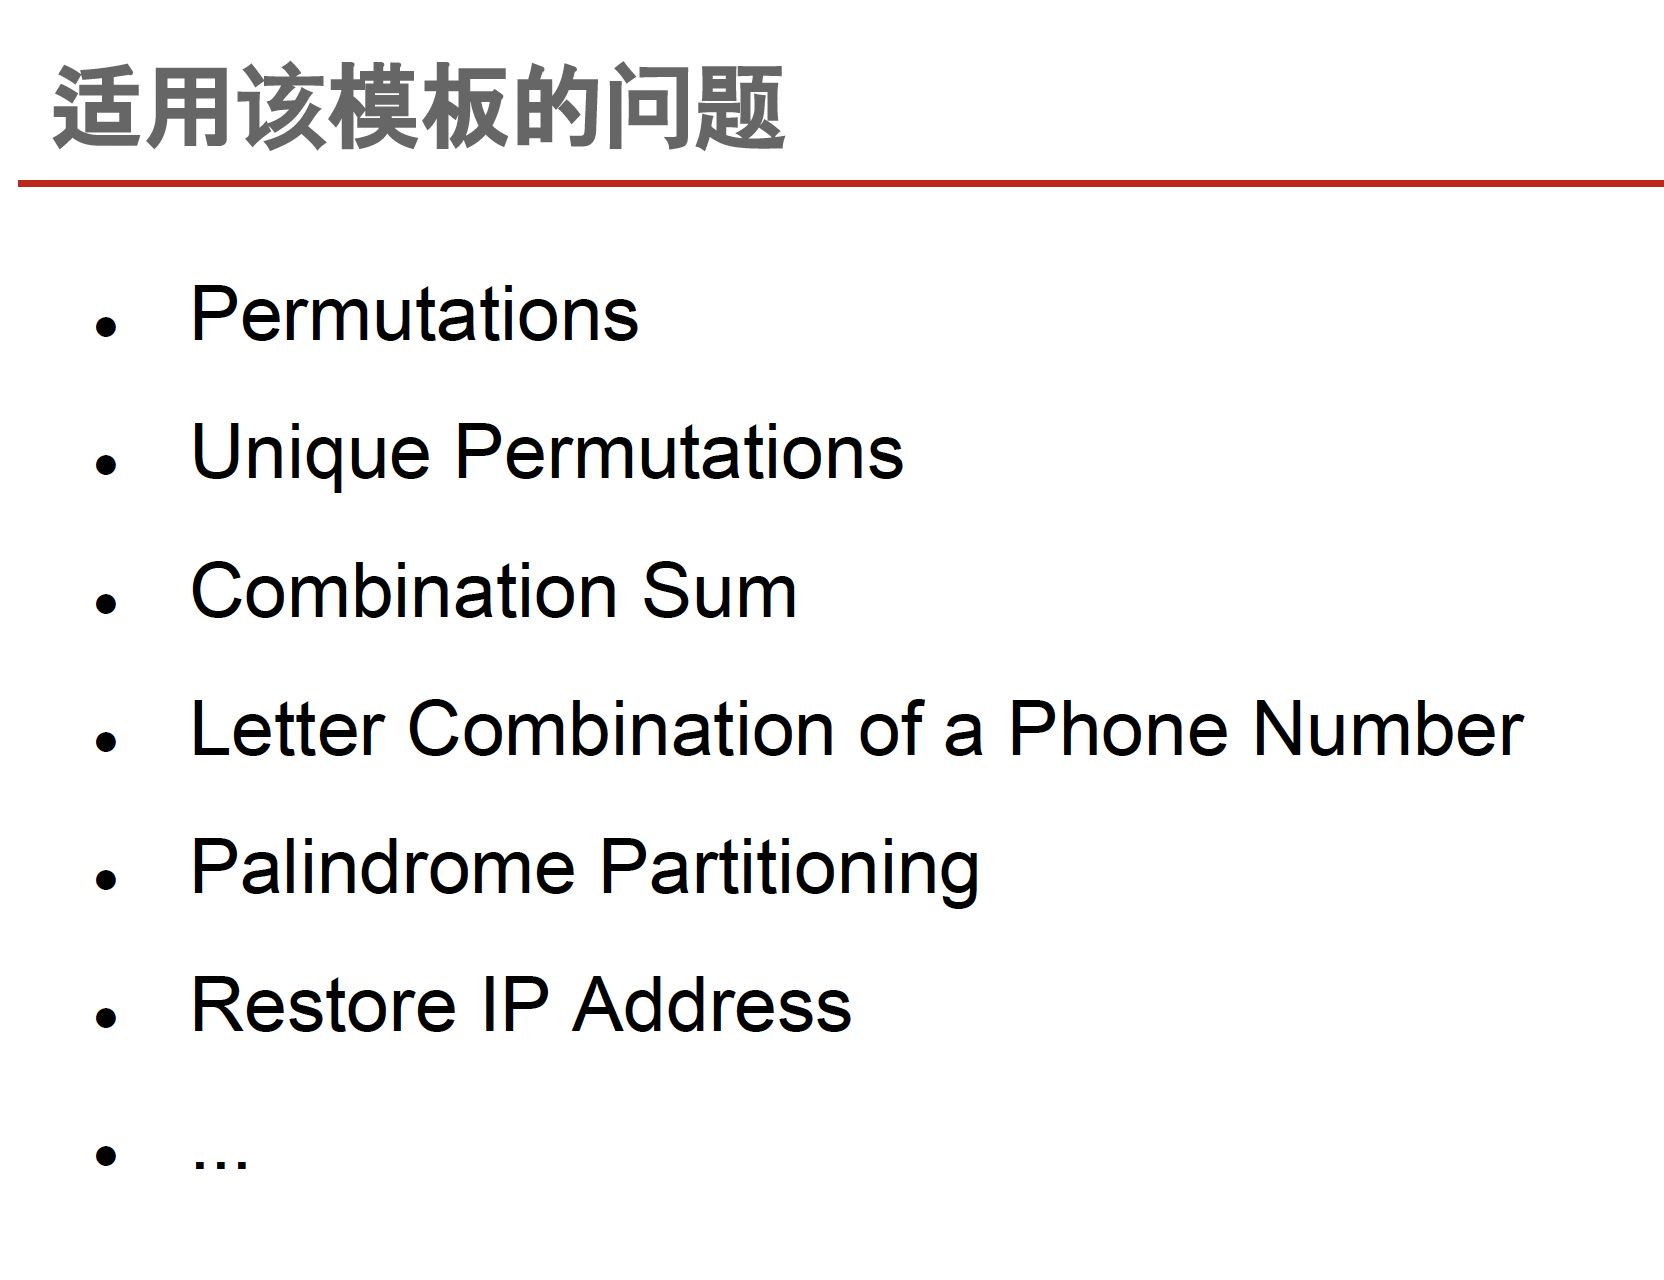 适用该模板的问题
• Permutations
• Unique Permutations
• Combination Sum
• Letter Combination of a Phone Number
• Palindrome Partitioning
• Restore IP Address
• ...